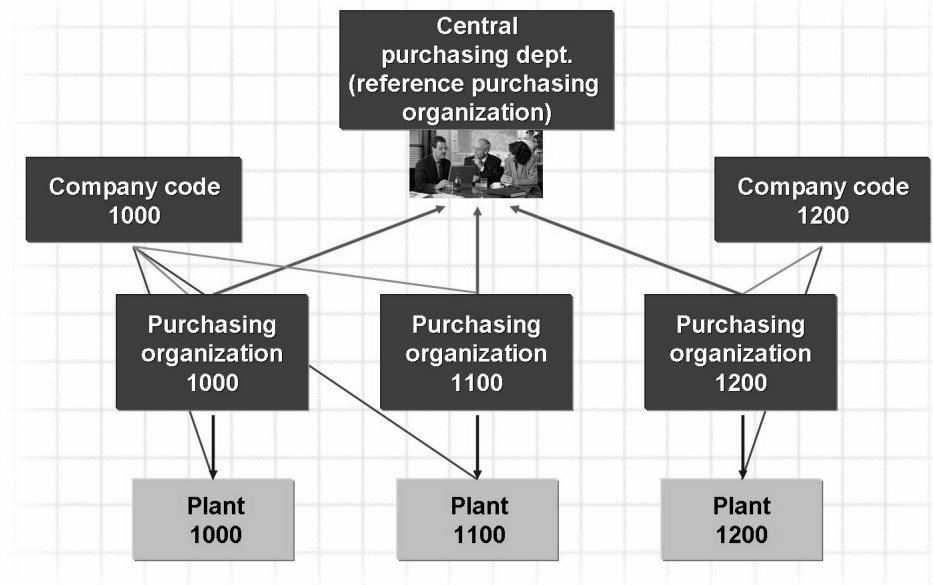 Central
purchasing dept.
(reference purchasing
organization)
Company code
1000
Company code
1200
Purchasing
organization
1000
Purchasing
organization
1100
Purchasing
organization
1200
Plant
1000
Plant
1100
Plant
1200